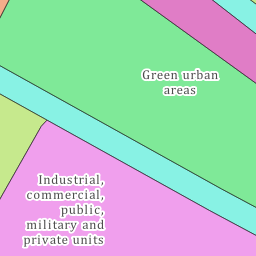 Green urban
areas
Industrial,
commercial,
public,
military and
private units